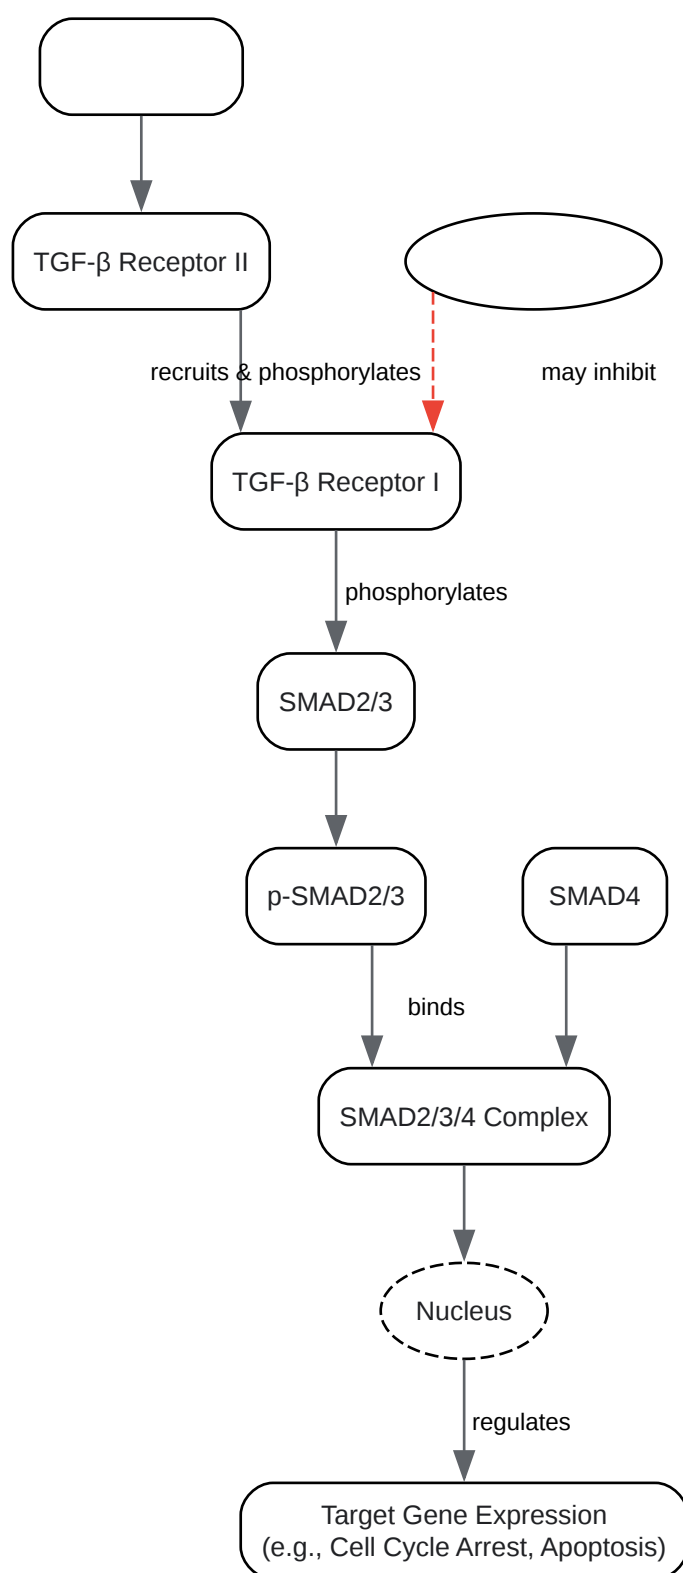 TGF-β Receptor II
recruits & phosphorylates
may inhibit
TGF-β Receptor I
phosphorylates
SMAD2/3
p-SMAD2/3
SMAD4
binds
SMAD2/3/4 Complex
Nucleus
regulates
Target Gene Expression
(e.g., Cell Cycle Arrest, Apoptosis)